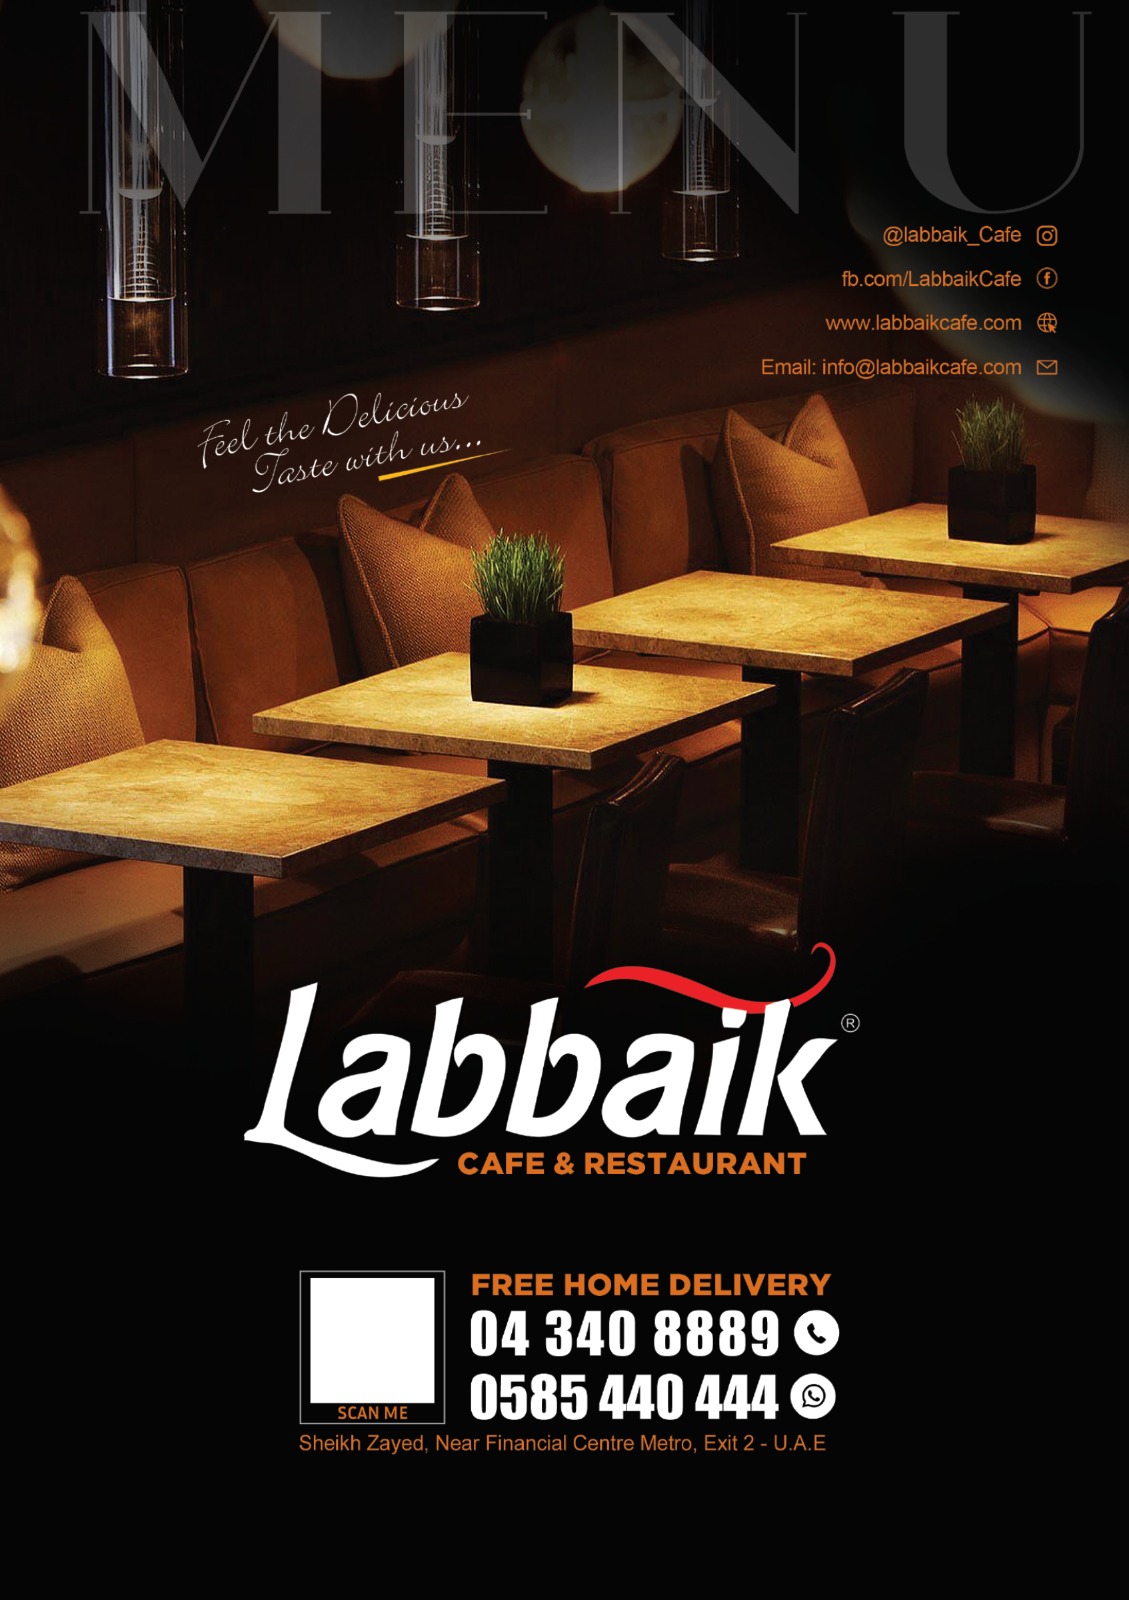 MENU
@labbaik_Cafe
fb.com/LabbaikCafe
www.labbaikcafe.com
Email: info@labbaikcafe.com
Feel the Delicious
Taste with us...
Labbaik®
CAFE & RESTAURANT
FREE HOME DELIVERY
04 340 8889
0585 440 444
SCAN ME
Sheikh Zayed, Near Financial Centre Metro, Exit 2 - U.A.E